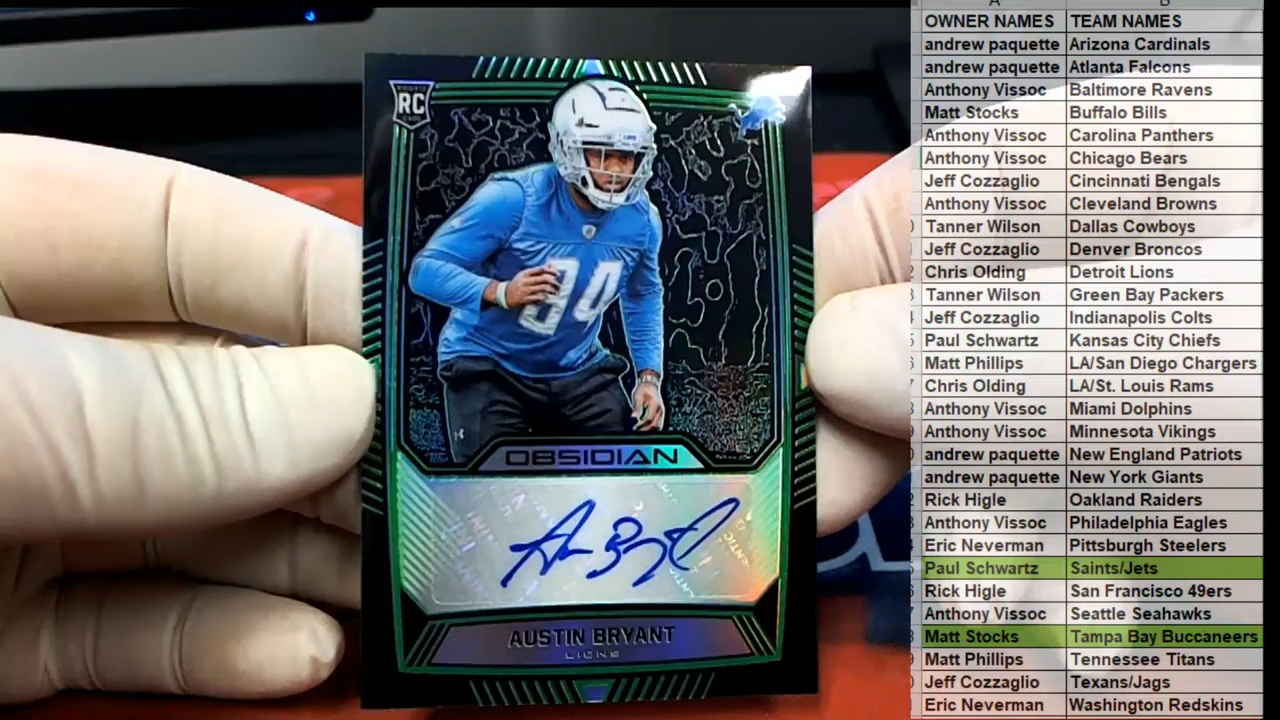 RC
94
OBSIDIAN
AUSTIN BRYANT
LIONS
A B
OWNER NAMES TEAM NAMES
andrew paquette Arizona Cardinals
andrew paquette Atlanta Falcons
Anthony Vissoc Baltimore Ravens
Matt Stocks Buffalo Bills
Anthony Vissoc Carolina Panthers
Anthony Vissoc Chicago Bears
Jeff Cozzaglio Cincinnati Bengals
Anthony Vissoc Cleveland Browns
Tanner Wilson Dallas Cowboys
Jeff Cozzaglio Denver Broncos
Chris Olding Detroit Lions
Tanner Wilson Green Bay Packers
Jeff Cozzaglio Indianapolis Colts
Paul Schwartz Kansas City Chiefs
Matt Phillips LA/San Diego Chargers
Chris Olding LA/St. Louis Rams
Anthony Vissoc Miami Dolphins
Anthony Vissoc Minnesota Vikings
andrew paquette New England Patriots
andrew paquette New York Giants
Rick Higle Oakland Raiders
Anthony Vissoc Philadelphia Eagles
Eric Neverman Pittsburgh Steelers
Paul Schwartz Saints/Jets
Rick Higle San Francisco 49ers
Anthony Vissoc Seattle Seahawks
Matt Stocks Tampa Bay Buccaneers
Matt Phillips Tennessee Titans
Jeff Cozzaglio Texans/Jags
Eric Neverman Washington Redskins